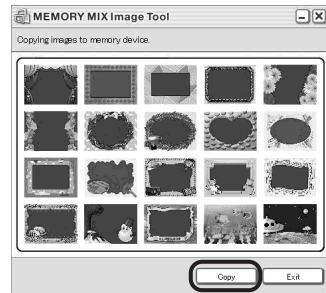 MEMORY MIX Image Tool
Copying images to memory device.
Copy
Exit